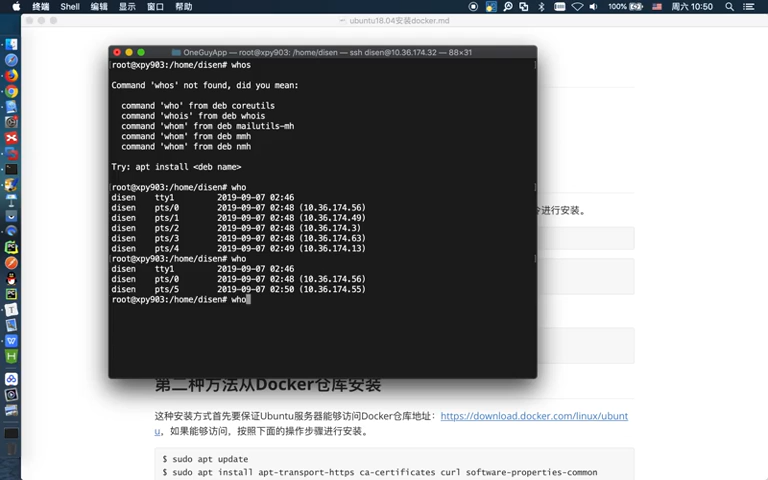 终端 Shell 编辑 显示 窗口 帮助 100% 周六 10:50
ubuntu18.04安装docker.md
OneGuyApp — root@xpy903: /home/disen — ssh disen@10.36.174.32 — 88×31
root@xpy903:/home/disen# whos
Command 'whos' not found, did you mean:
command 'who' from deb coreutils
command 'whois' from deb whois
command 'whom' from deb mailutils-mh
command 'whom' from deb mmh
command 'whom' from deb nmh
Try: apt install <deb name>
root@xpy903:/home/disen# who
disen    tty1         2019-09-07 02:46
disen    pts/0        2019-09-07 02:48 (10.36.174.56)
disen    pts/1        2019-09-07 02:48 (10.36.174.49)
disen    pts/2        2019-09-07 02:48 (10.36.174.3)
disen    pts/3        2019-09-07 02:48 (10.36.174.63)
disen    pts/4        2019-09-07 02:49 (10.36.174.13)
root@xpy903:/home/disen# who
disen    tty1         2019-09-07 02:46
disen    pts/0        2019-09-07 02:48 (10.36.174.56)
disen    pts/5        2019-09-07 02:50 (10.36.174.55)
root@xpy903:/home/disen# who
令进行安装。
第二种方法从Docker仓库安装
这种安装方式首先要保证Ubuntu服务器能够访问Docker仓库地址：https://download.docker.com/linux/ubunt
u，如果能够访问，按照下面的操作步骤进行安装。
$ sudo apt update
$ sudo apt install apt-transport-https ca-certificates curl software-properties-common